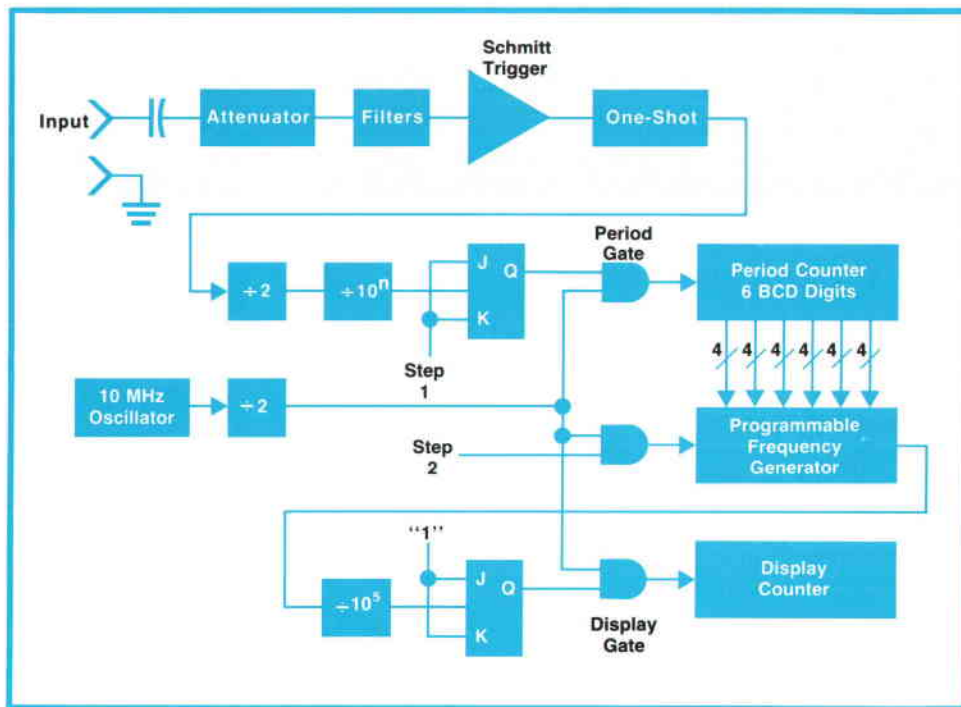 Schmitt
Trigger
Input
Attenuator
Filters
One-Shot
Period
Gate
÷2
÷10ⁿ
J
Q
K
Period Counter
6 BCD Digits
4 4 4 4 4 4
Step
1
10 MHz
Oscillator
÷2
Step
2
Programmable
Frequency
Generator
"1"
÷10⁵
J
Q
K
Display
Gate
Display
Counter